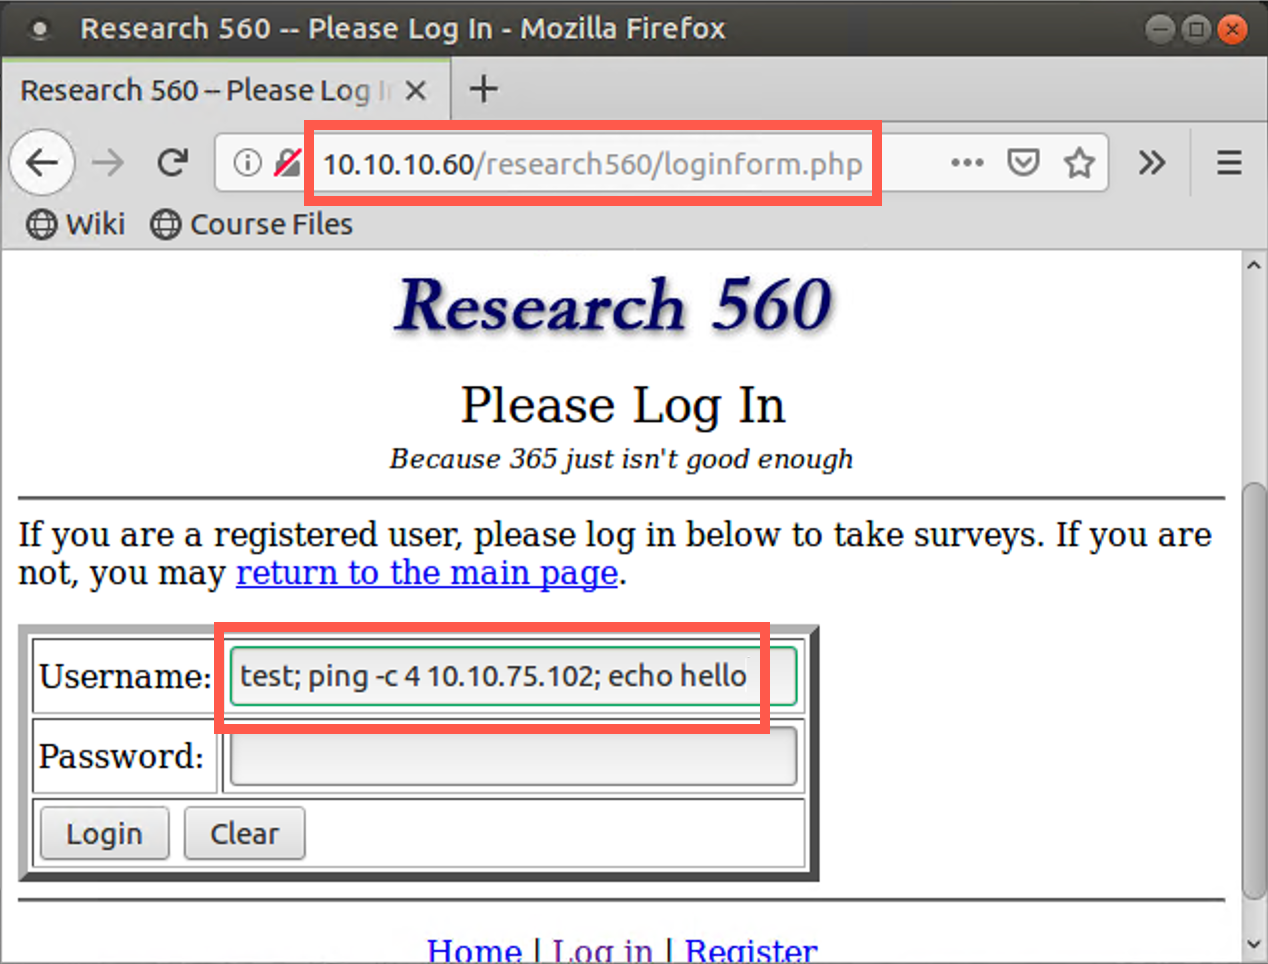 Research 560 -- Please Log In - Mozilla Firefox
Research 560 – Please Log In
10.10.10.60/research560/loginform.php
Wiki Course Files
Research 560
Please Log In
Because 365 just isn't good enough
If you are a registered user, please log in below to take surveys. If you are
not, you may return to the main page.
Username: test; ping -c 4 10.10.75.102; echo hello
Password:
Login Clear
Home | Log in | Register